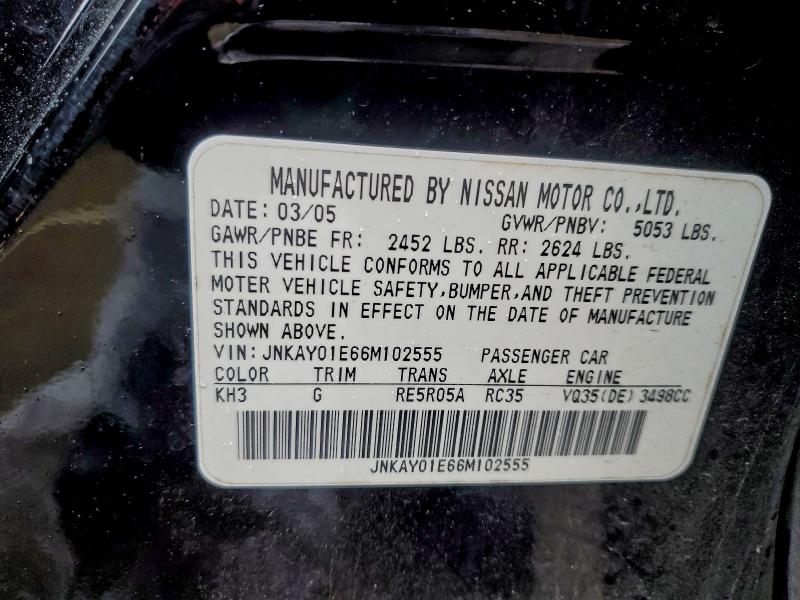 MANUFACTURED BY NISSAN MOTOR CO.,LTD.
DATE: 03/05 GVWR/PNBV: 5053 LBS.
GAWR/PNBE FR: 2452 LBS. RR: 2624 LBS.
THIS VEHICLE CONFORMS TO ALL APPLICABLE FEDERAL
MOTER VEHICLE SAFETY,BUMPER,AND THEFT PREVENTION
STANDARDS IN EFFECT ON THE DATE OF MANUFACTURE
SHOWN ABOVE.
VIN: JNKAY01E66M102555 PASSENGER CAR
COLOR TRIM TRANS AXLE ENGINE
KH3 G RE5R05A RC35 VQ35(DE) 3498CC
JNKAY01E66M102555